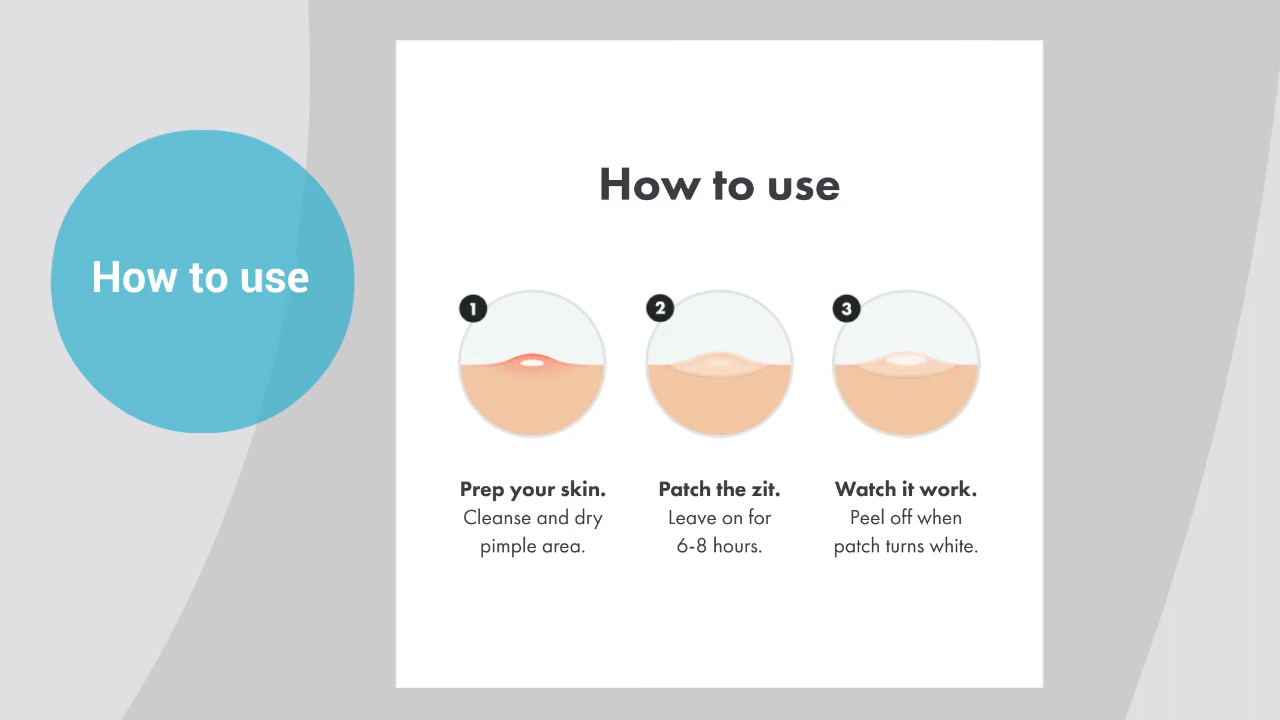 How to use
How to use
1
2
3
Prep your skin.
Cleanse and dry
pimple area.
Patch the zit.
Leave on for
6-8 hours.
Watch it work.
Peel off when
patch turns white.